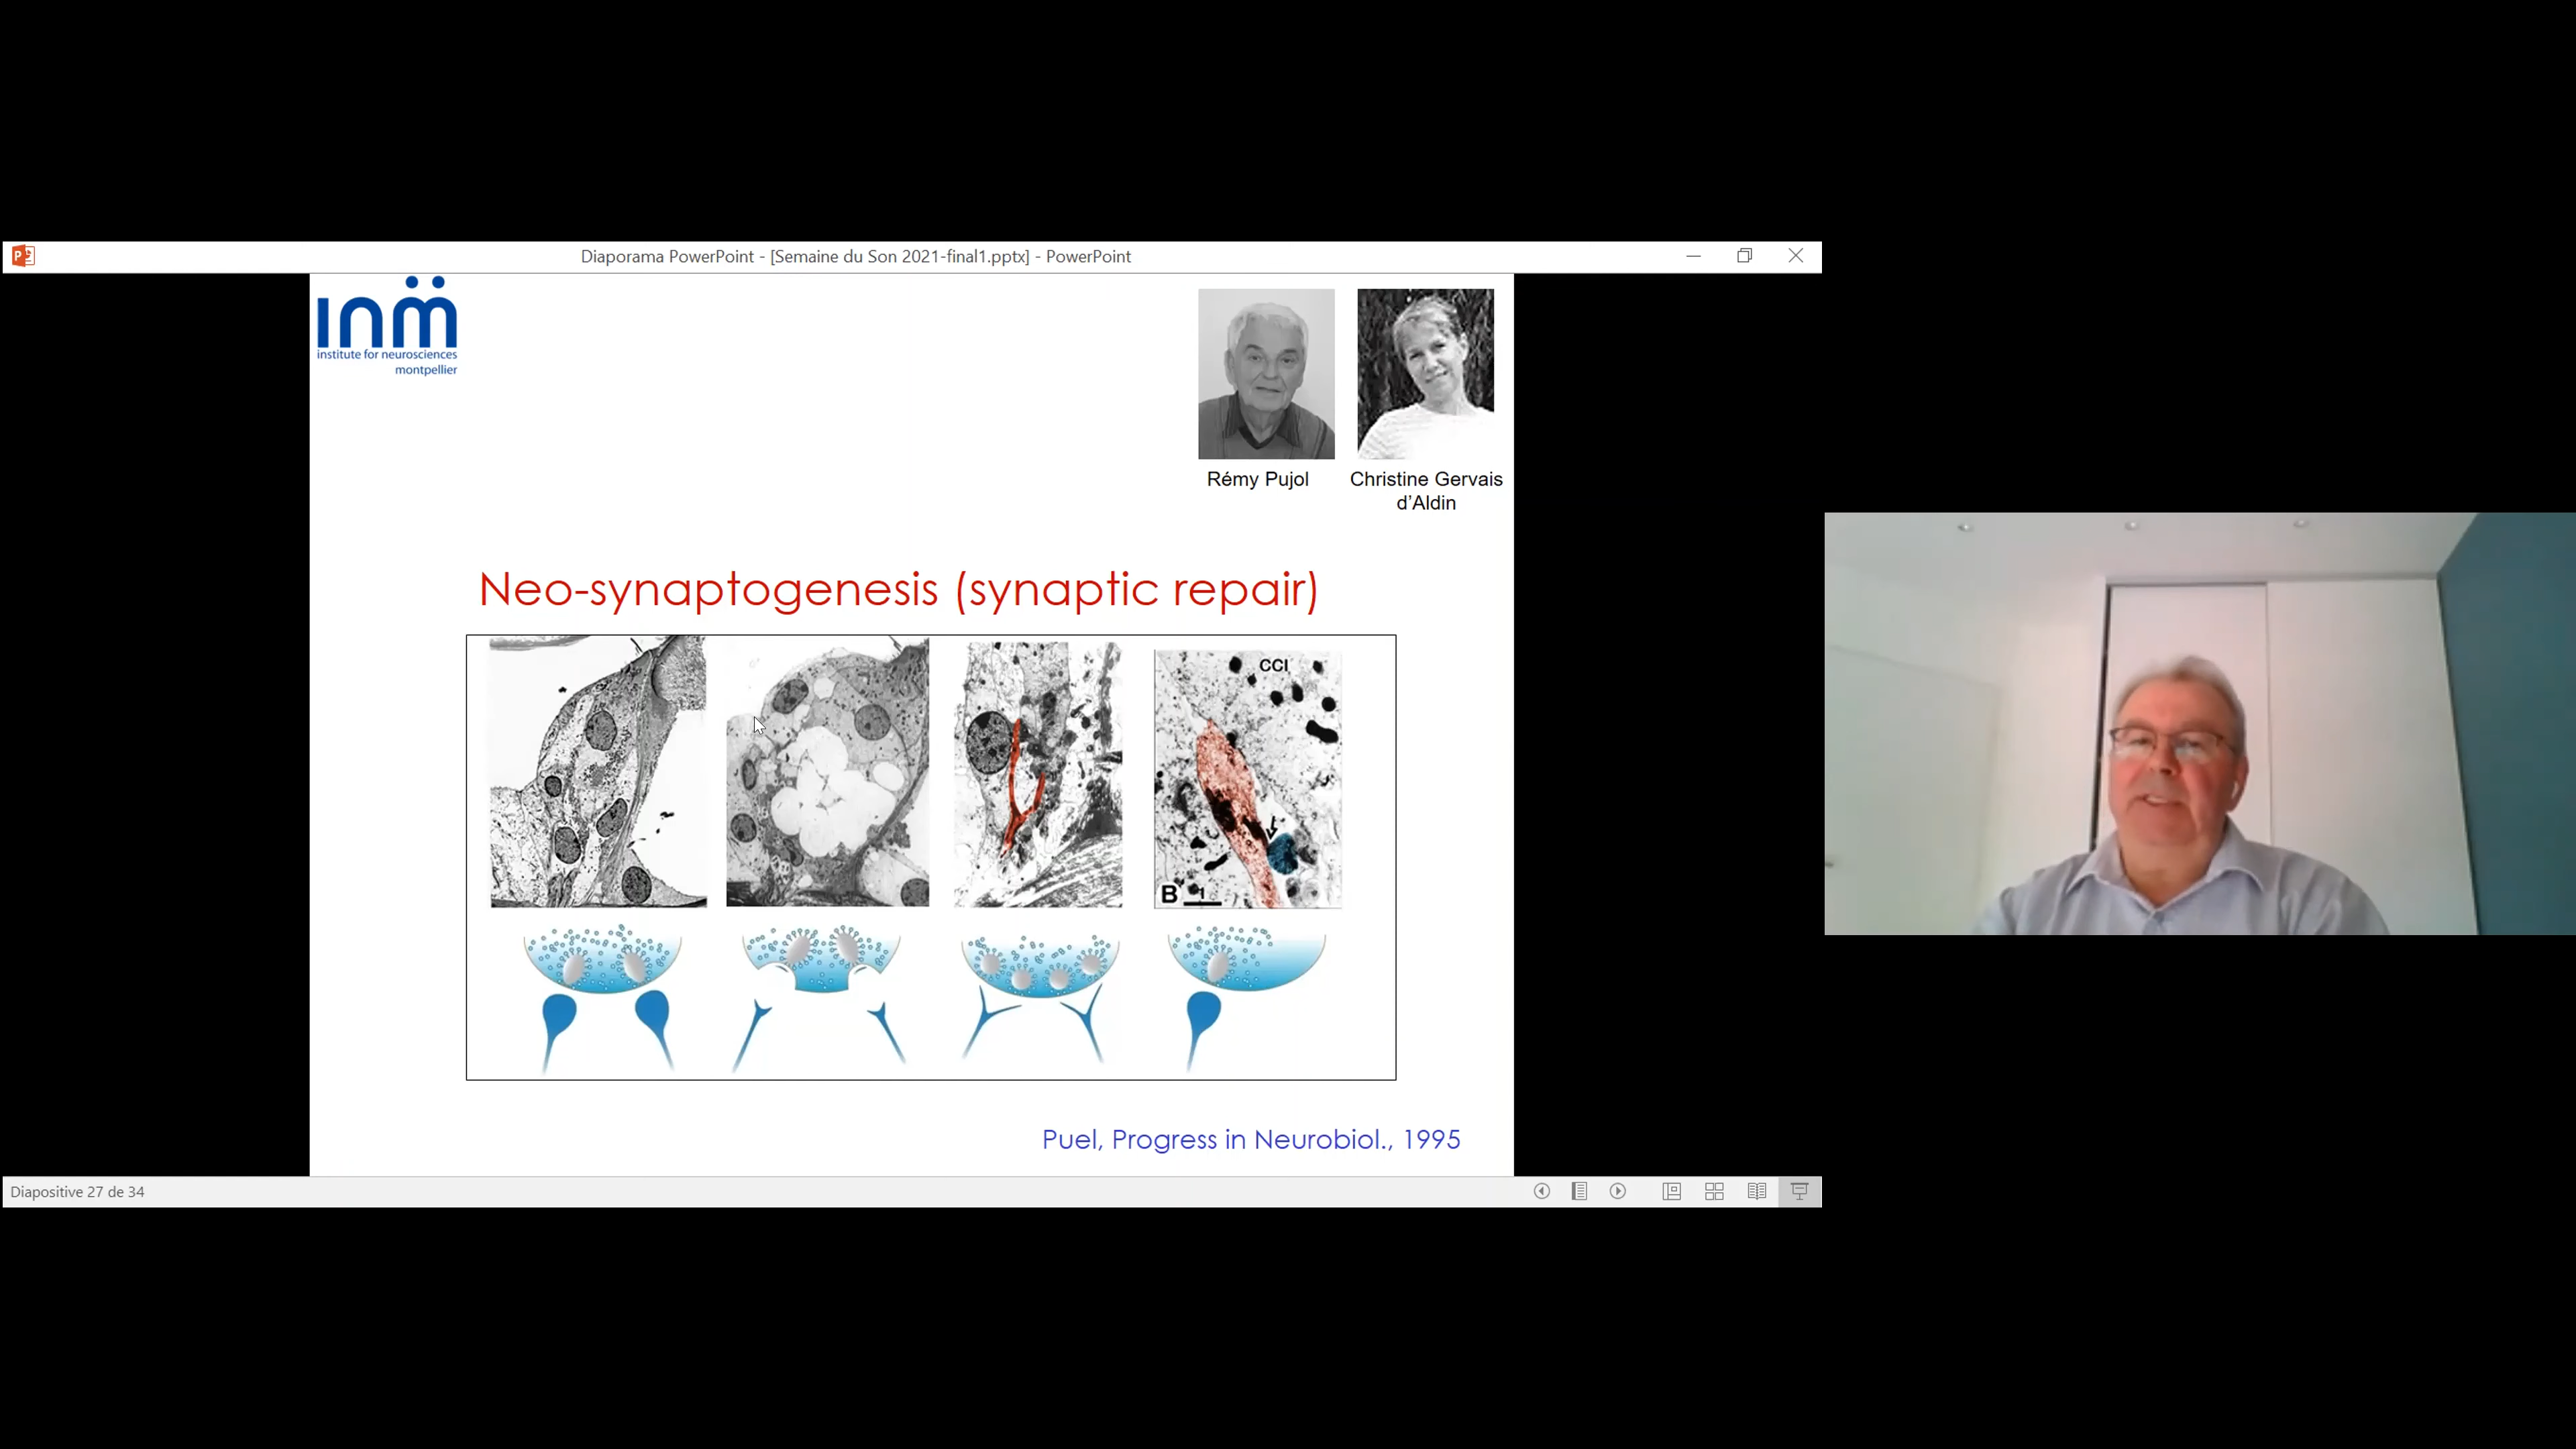 Diaporama PowerPoint - [Semaine du Son 2021-final1.pptx] - PowerPoint
inm
institute for neurosciences
montpellier
Rémy Pujol
Christine Gervais
d'Aldin
Neo-synaptogenesis (synaptic repair)
CCI
B 1
Puel, Progress in Neurobiol., 1995
Diapositive 27 de 34